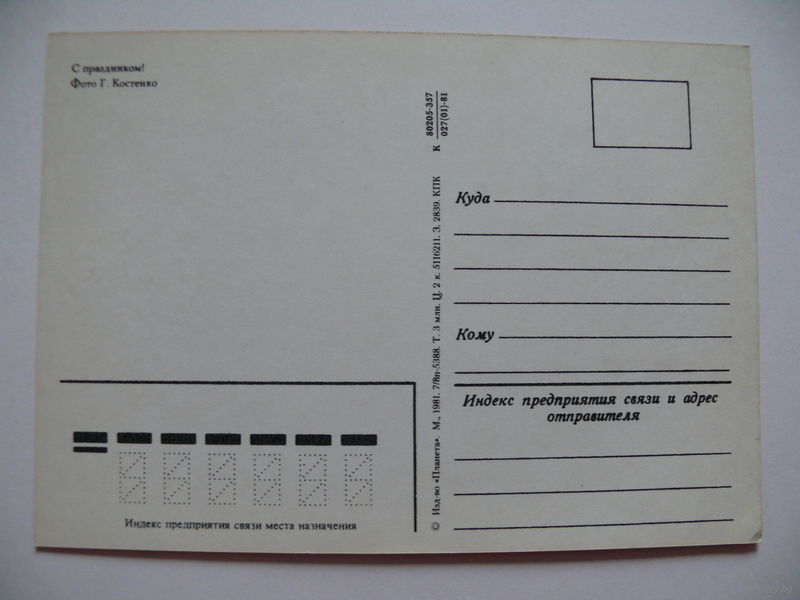 С праздником!
Фото Г. Костенко
К 80205-357
027(01)-81
© Изд-во «Планета». М., 1981. 7/8п-5388. Т. 3 млн. Ц. 2 к. 5116211. З. 2839. КПК
Куда
Кому
Индекс предприятия связи и адрес
отправителя
Индекс предприятия связи места назначения